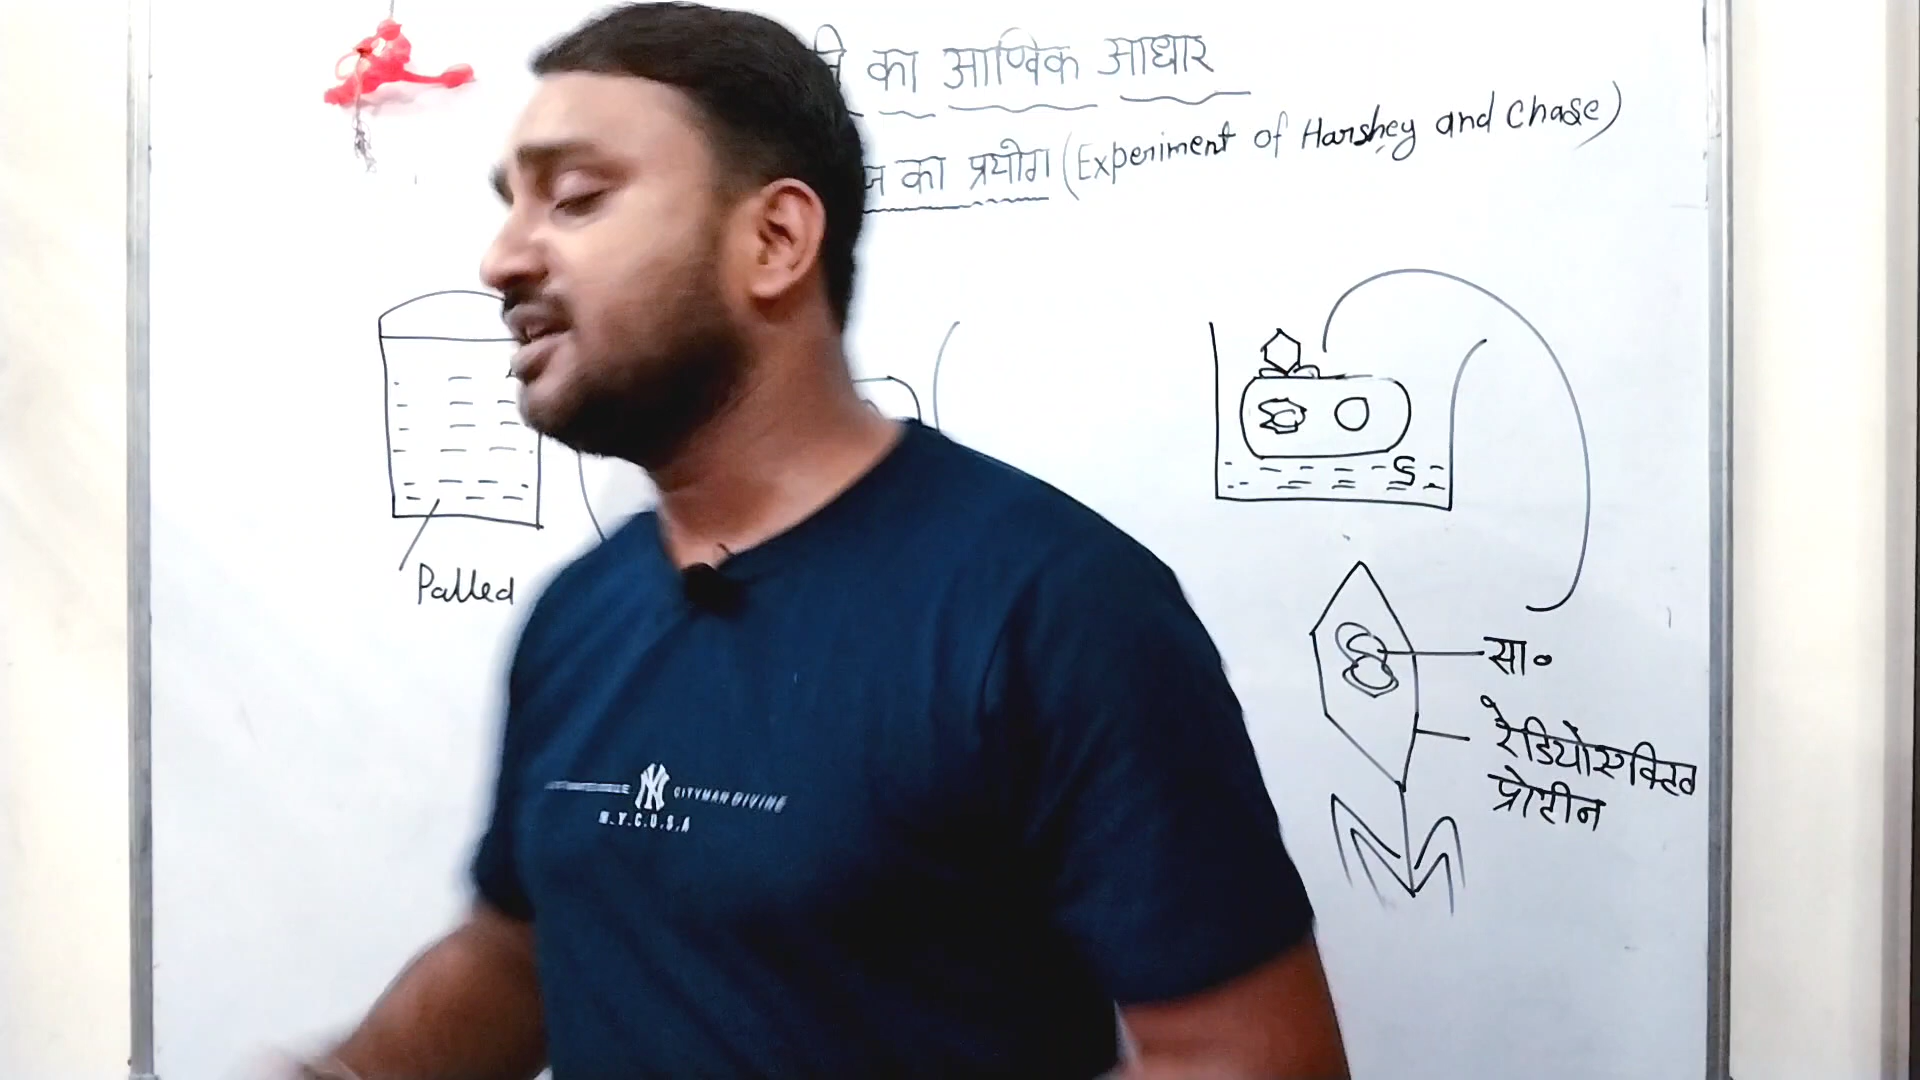 का आण्विक आधार
का प्रयोग (Experiment of Harshey and Chase)
S
Palled
सा०
रेडियोएक्टिव
प्रोटीन
NY CITYMAN DIVINE
N.Y.C.U.S.A